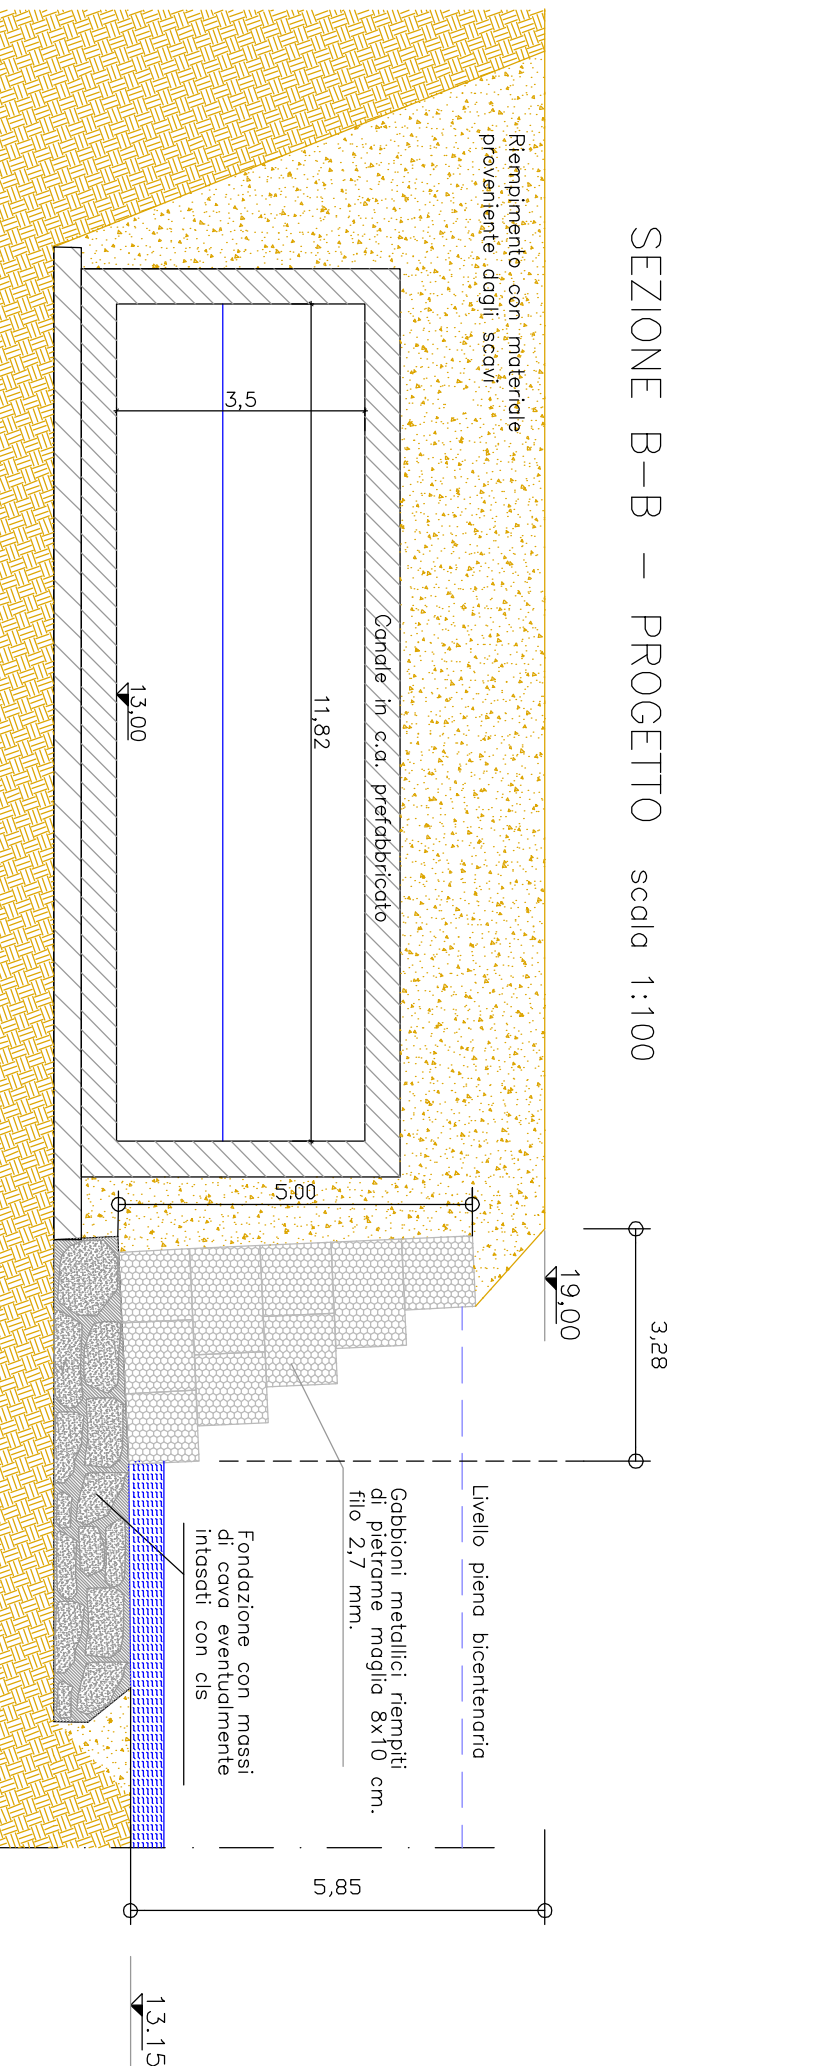 SEZIONE B-B - PROGETTO scala 1:100
Riempimento con materiale
proveniente dagli scavi
3,5
11,82
13,00
Canale in c.a. prefabbricato
5.00
19,00
3,28
Livello piena bicentenaria
Gabbioni metallici riempiti
di pietrame maglia 8x10 cm.
filo 2,7 mm.
Fondazione con massi
di cava eventualmente
intasati con cls
5,85
13.15